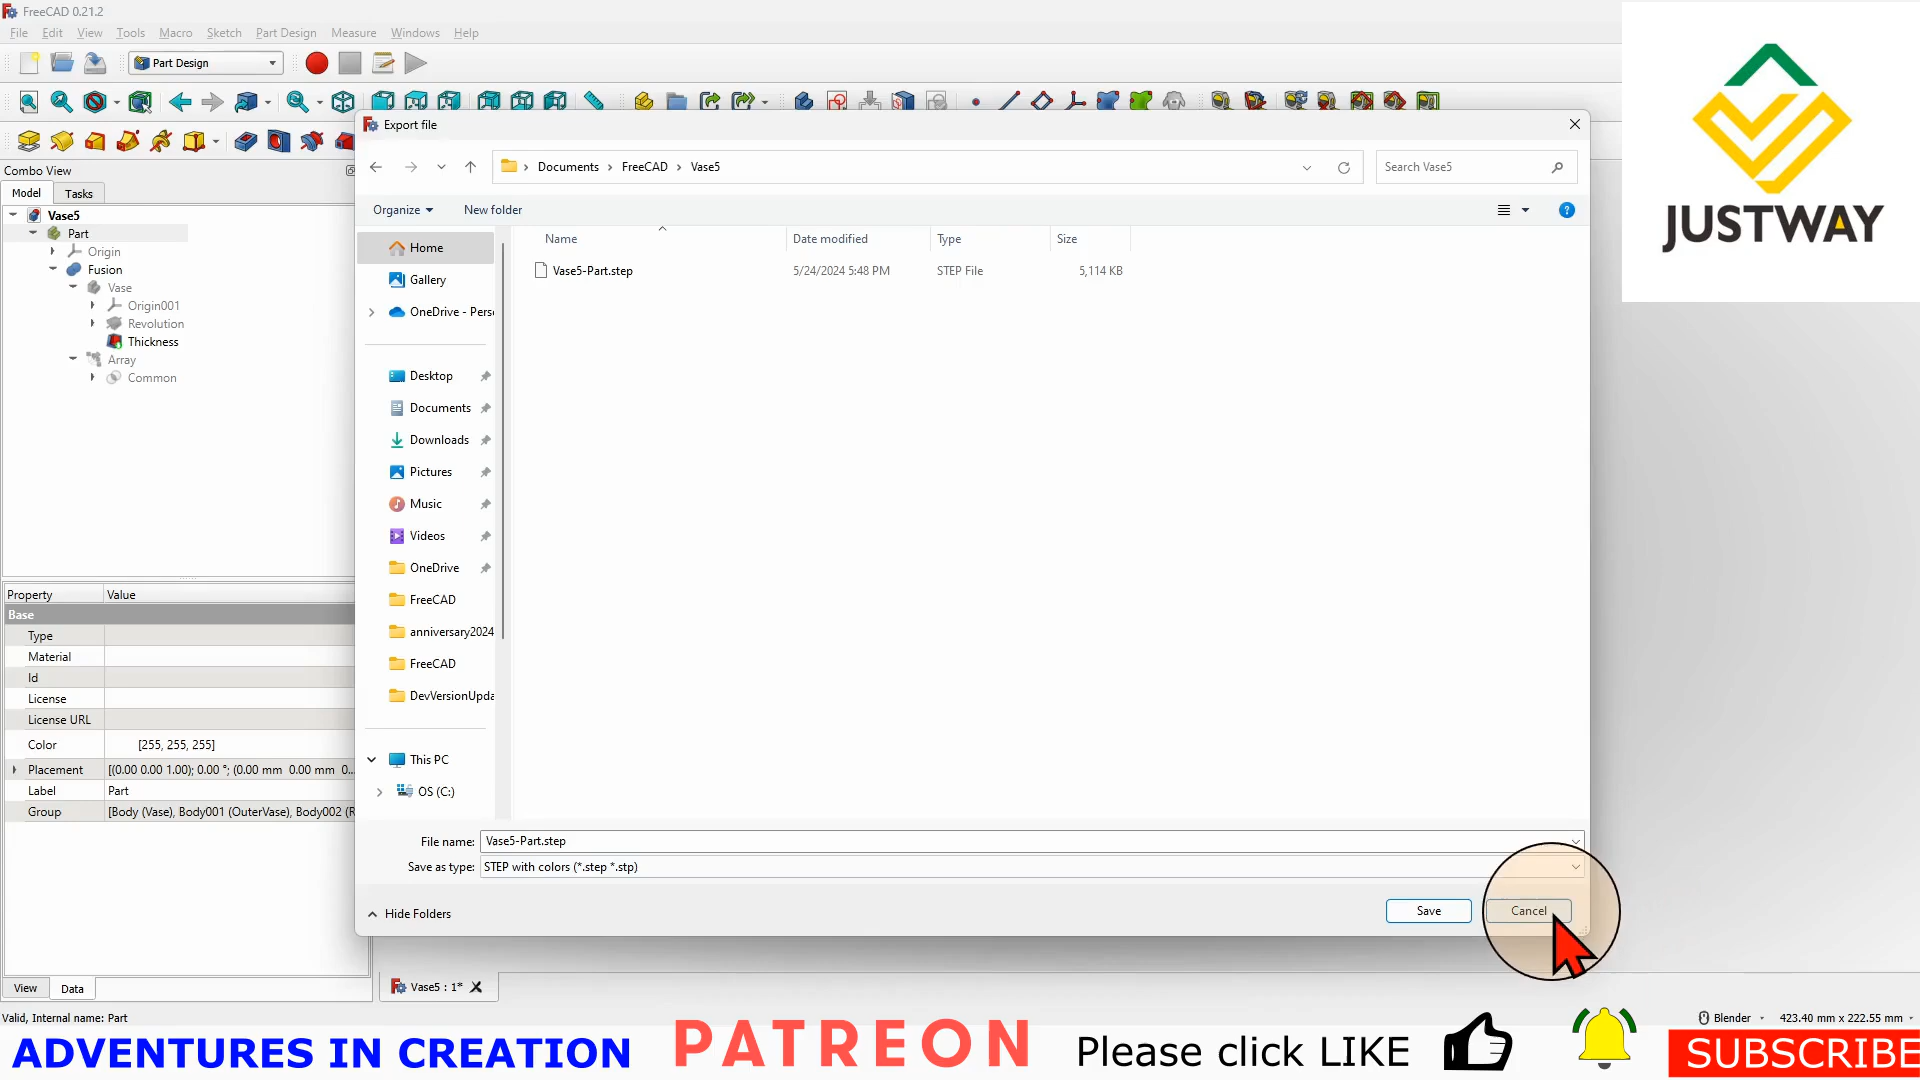 FreeCAD 0.21.2
File Edit View Tools Macro Sketch Part Design Measure Windows Help
Part Design
Combo View
Model Tasks
Vase5
Part
Origin
Fusion
Vase
Origin001
Revolution
Thickness
Array
Common
Property Value
Base
Type
Material
Id
License
License URL
Color [255, 255, 255]
Placement [(0.00 0.00 1.00); 0.00 °; (0.00 mm 0.00 mm 0...
Label Part
Group [Body (Vase), Body001 (OuterVase), Body002 (R
View Data
Valid, Internal name: Part
Export file
Documents > FreeCAD > Vase5
Search Vase5
Organize New folder
Home
Gallery
OneDrive - Perso
Desktop
Documents
Downloads
Pictures
Music
Videos
OneDrive
FreeCAD
anniversary2024
FreeCAD
DevVersionUpda
This PC
OS (C:)
Name Date modified Type Size
Vase5-Part.step 5/24/2024 5:48 PM STEP File 5,114 KB
File name: Vase5-Part.step
Save as type: STEP with colors (*.step *.stp)
Hide Folders
Save Cancel
Vase5 : 1*
Blender 423.40 mm x 222.55 mm
JUSTWAY
ADVENTURES IN CREATION PATREON Please click LIKE SUBSCRIBE